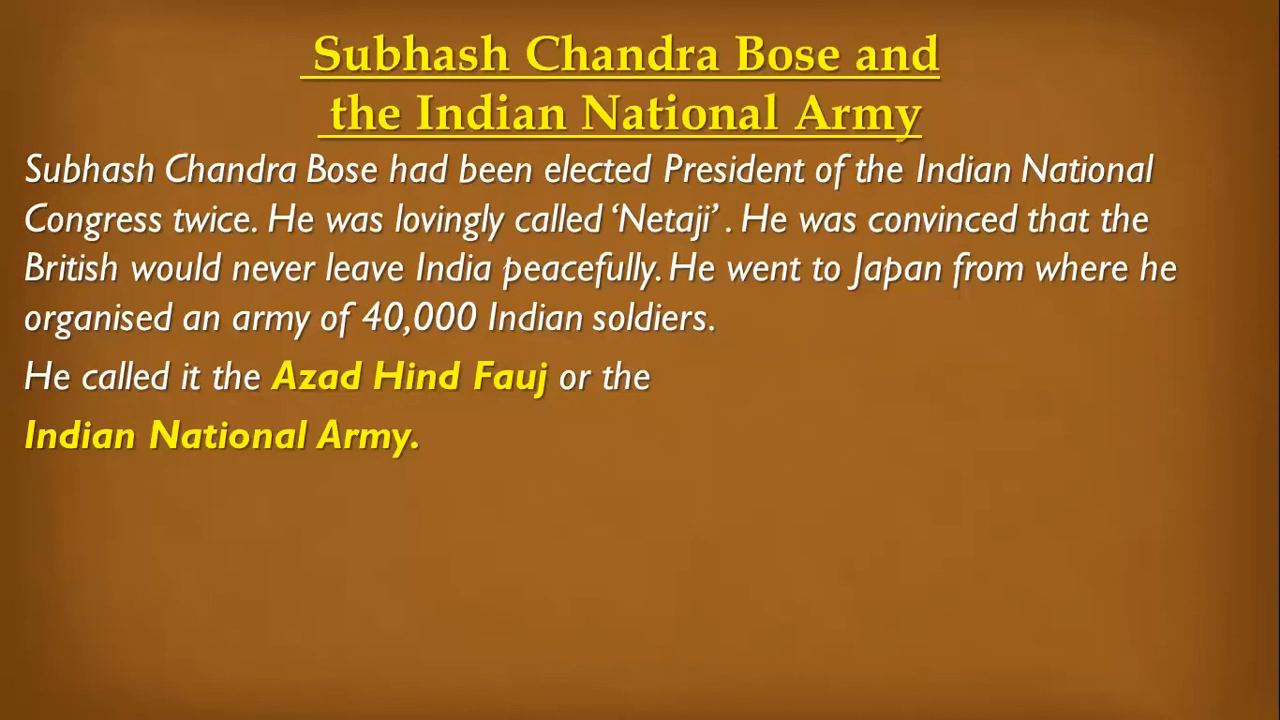 Subhash Chandra Bose and
the Indian National Army
Subhash Chandra Bose had been elected President of the Indian National
Congress twice. He was lovingly called ‘Netaji’ . He was convinced that the
British would never leave India peacefully. He went to Japan from where he
organised an army of 40,000 Indian soldiers.
He called it the Azad Hind Fauj or the
Indian National Army.